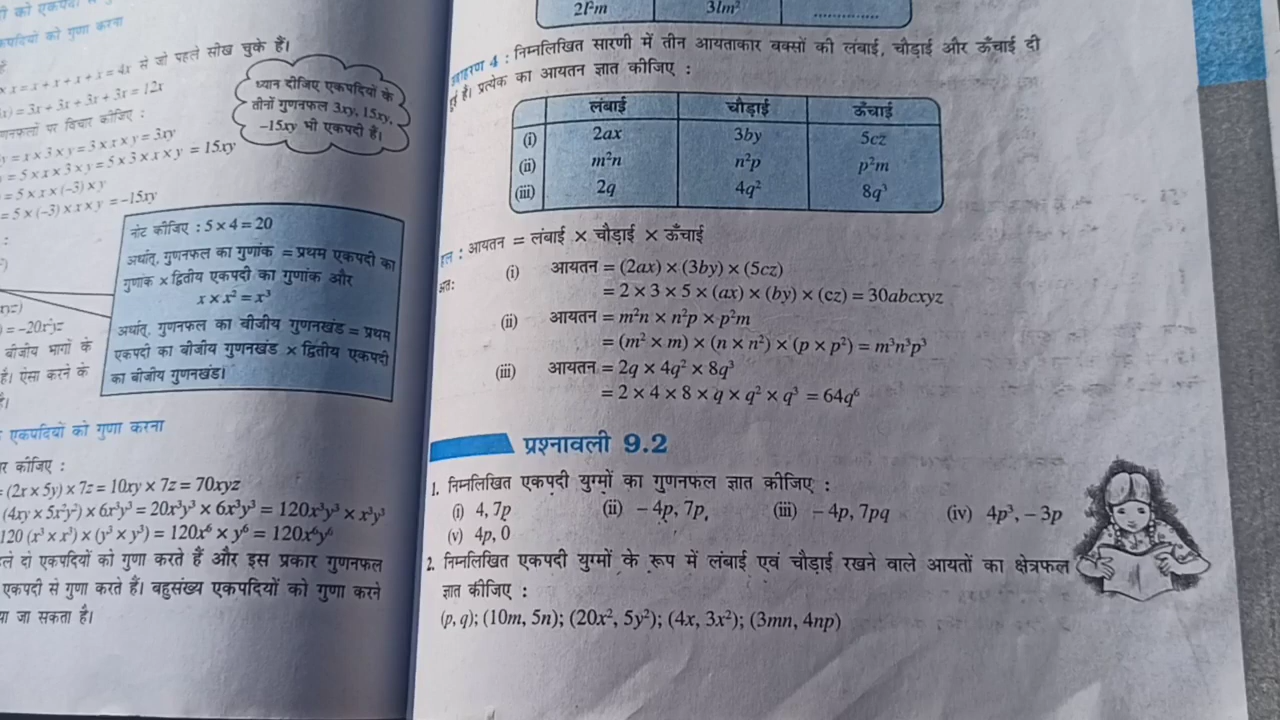 कपदियों को गुणा करना
x x = x + x + x + x = 4x से जो पहले सीख चुके हैं।
= 3x + 3x + 3x + 3x = 12x
गुणनफलों पर विचार कीजिए :
y = x × 3 × y = 3 × x × y = 3xy
= 5 × x × 3 × y = 5 × 3 × x × y = 15xy
= 5 × x × (–3) × y
= 5 × (–3) × x × y = –15xy
ध्यान दीजिए एकपदियों के
तीनों गुणनफल 3xy, 15xy,
–15xy भी एकपदी हैं।
नोट कीजिए : 5 × 4 = 20
अर्थात्, गुणनफल का गुणांक = प्रथम एकपदी का
गुणांक × द्वितीय एकपदी का गुणांक और
x × x² = x³
अर्थात्, गुणनफल का बीजीय गुणनखंड = प्रथम
एकपदी का बीजीय गुणनखंड × द्वितीय एकपदी
का बीजीय गुणनखंड।
= –20x³yz
बीजीय भागों के
है। ऐसा करने के
है।
एकपदियों को गुणा करना
कीजिए :
= (2x × 5y) × 7z = 10xy × 7z = 70xyz
(4xy × 5x²y²) × 6x³y³ = 20x³y³ × 6x³y³ = 120x³y³ × x³y³
120 (x³ × x³) × (y³ × y³) = 120x⁶ × y⁶ = 120x⁶y⁶
दो एकपदियों को गुणा करते हैं और इस प्रकार गुणनफल
एकपदी से गुणा करते हैं। बहुसंख्य एकपदियों को गुणा करने
जा सकता है।
2l²m 3lm² ..............
उदाहरण 4 : निम्नलिखित सारणी में तीन आयताकार बक्सों की लंबाई, चौड़ाई और ऊँचाई दी
हुई हैं। प्रत्येक का आयतन ज्ञात कीजिए :
लंबाई चौड़ाई ऊँचाई
(i) 2ax 3by 5cz
(ii) m²n n²p p²m
(iii) 2q 4q² 8q³
हल : आयतन = लंबाई × चौड़ाई × ऊँचाई
अतः (i) आयतन = (2ax) × (3by) × (5cz)
= 2 × 3 × 5 × (ax) × (by) × (cz) = 30abcxyz
(ii) आयतन = m²n × n²p × p²m
= (m² × m) × (n × n²) × (p × p²) = m³n³p³
(iii) आयतन = 2q × 4q² × 8q³
= 2 × 4 × 8 × q × q² × q³ = 64q⁶
प्रश्नावली 9.2
1. निम्नलिखित एकपदी युग्मों का गुणनफल ज्ञात कीजिए :
(i) 4, 7p (ii) – 4p, 7p (iii) – 4p, 7pq (iv) 4p³, – 3p
(v) 4p, 0
2. निम्नलिखित एकपदी युग्मों के रूप में लंबाई एवं चौड़ाई रखने वाले आयतों का क्षेत्रफल
ज्ञात कीजिए :
(p, q); (10m, 5n); (20x², 5y²); (4x, 3x²); (3mn, 4np)